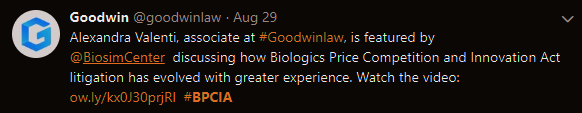 Goodwin @goodwinlaw · Aug 29
Alexandra Valenti, associate at #Goodwinlaw, is featured by
@BiosimCenter discussing how Biologics Price Competition and Innovation Act
litigation has evolved with greater experience. Watch the video:
ow.ly/kx0J30prjRI #BPCIA